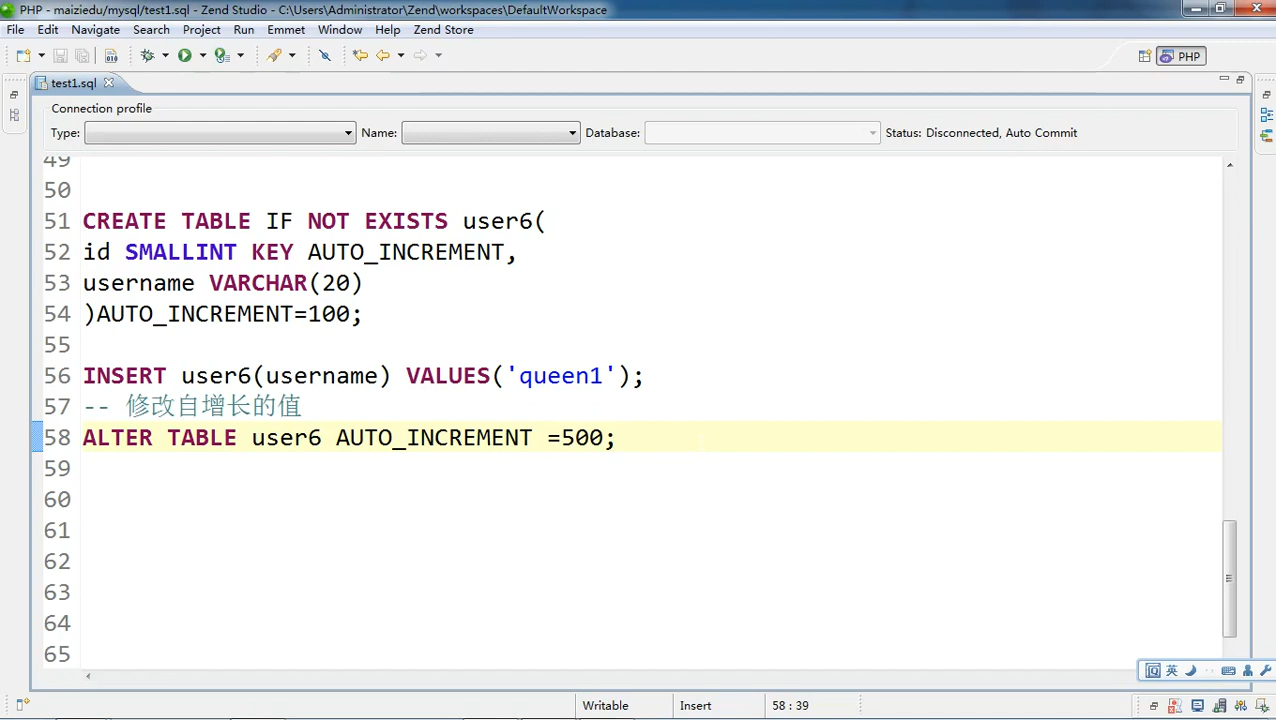 PHP - maiziedu/mysql/test1.sql - Zend Studio - C:\Users\Administrator\Zend\workspaces\DefaultWorkspace
File Edit Navigate Search Project Run Emmet Window Help Zend Store
PHP
test1.sql
Connection profile
Type: Name: Database: Status: Disconnected, Auto Commit
49
50
51 CREATE TABLE IF NOT EXISTS user6(
52 id SMALLINT KEY AUTO_INCREMENT,
53 username VARCHAR(20)
54 )AUTO_INCREMENT=100;
55
56 INSERT user6(username) VALUES('queen1');
57 -- 修改自增长的值
58 ALTER TABLE user6 AUTO_INCREMENT =500;
59
60
61
62
63
64
65
英
Writable Insert 58 : 39